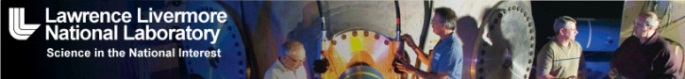 Lawrence Livermore
National Laboratory
Science in the National Interest